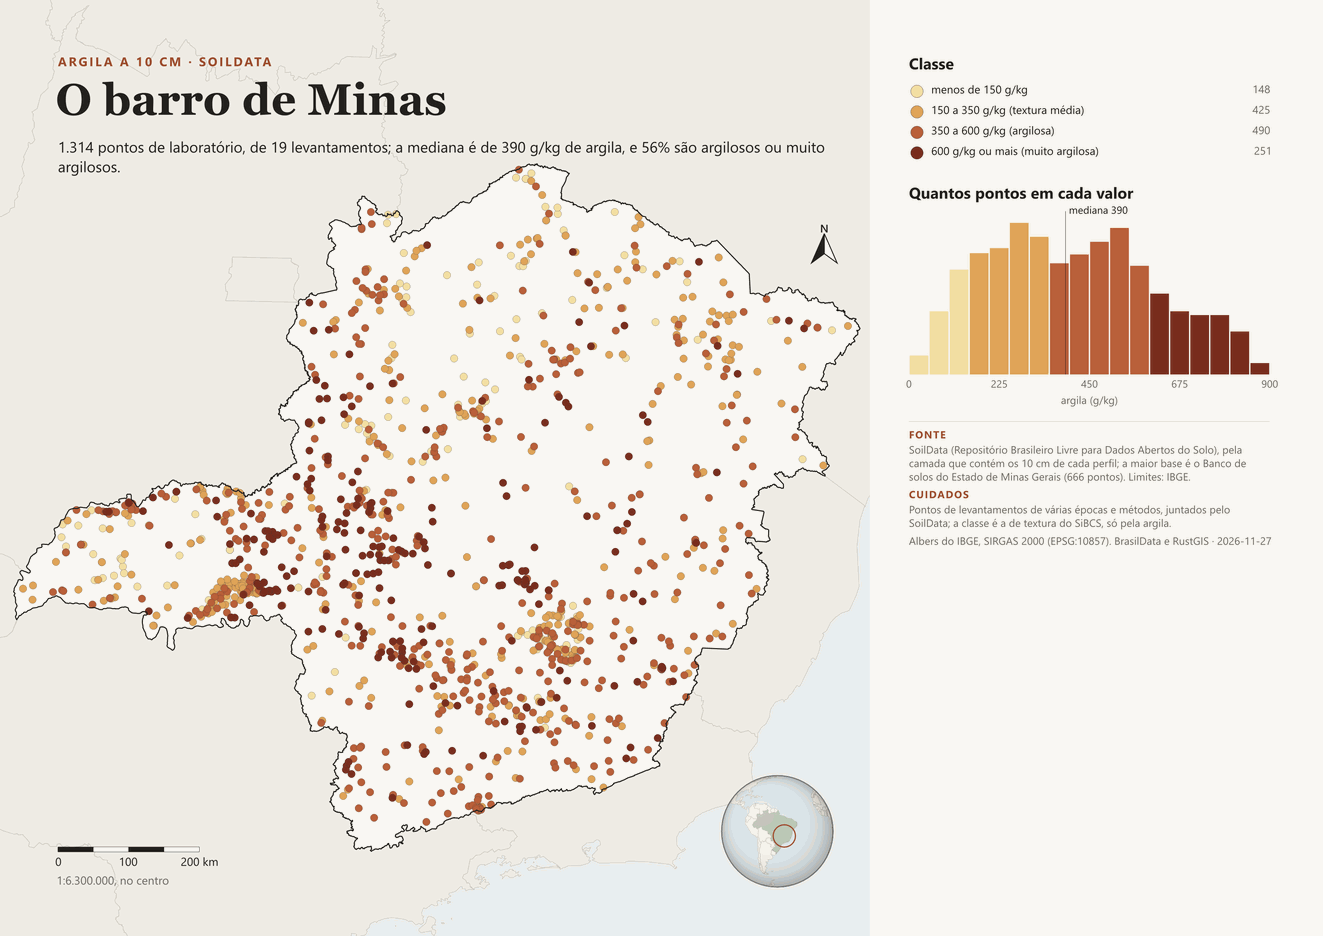 ARGILA A 10 CM · SOILDATA
O barro de Minas
1.314 pontos de laboratório, de 19 levantamentos; a mediana é de 390 g/kg de argila, e 56% são argilosos ou muito
argilosos.
N
0 100 200 km
1:6.300.000, no centro
Classe
menos de 150 g/kg 148
150 a 350 g/kg (textura média) 425
350 a 600 g/kg (argilosa) 490
600 g/kg ou mais (muito argilosa) 251
Quantos pontos em cada valor
mediana 390
0 225 450 675 900
argila (g/kg)
FONTE
SoilData (Repositório Brasileiro Livre para Dados Abertos do Solo), pela
camada que contém os 10 cm de cada perfil; a maior base é o Banco de
solos do Estado de Minas Gerais (666 pontos). Limites: IBGE.
CUIDADOS
Pontos de levantamentos de várias épocas e métodos, juntados pelo
SoilData; a classe é a de textura do SiBCS, só pela argila.
Albers do IBGE, SIRGAS 2000 (EPSG:10857). BrasilData e RustGIS · 2026-11-27